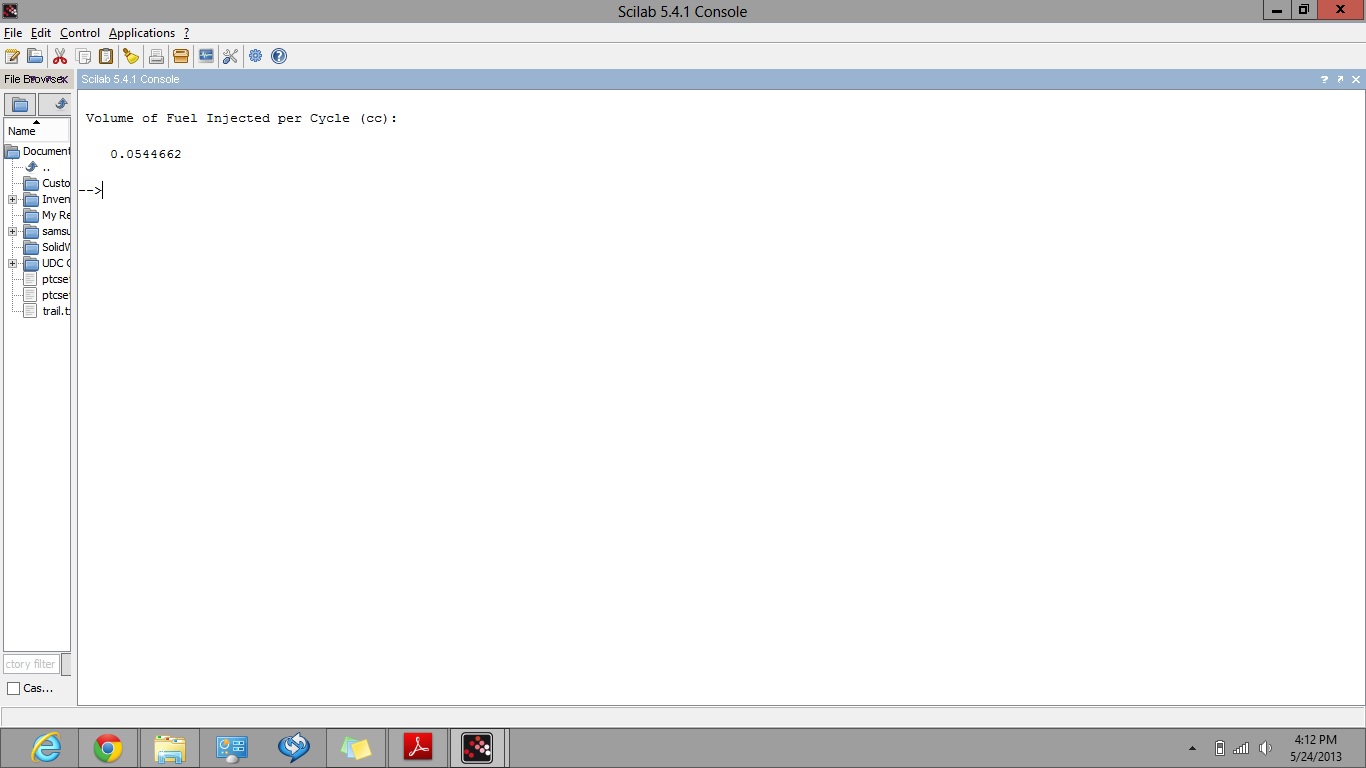 Scilab 5.4.1 Console
File Edit Control Applications ?
File Browser
Scilab 5.4.1 Console
Name
Volume of Fuel Injected per Cycle (cc):
0.0544662
-->
Document
..
Custo
Inven
My Re
samsu
SolidW
UDC C
ptcset
ptcset
trail.t
ctory filter
Cas...
4:12 PM
5/24/2013